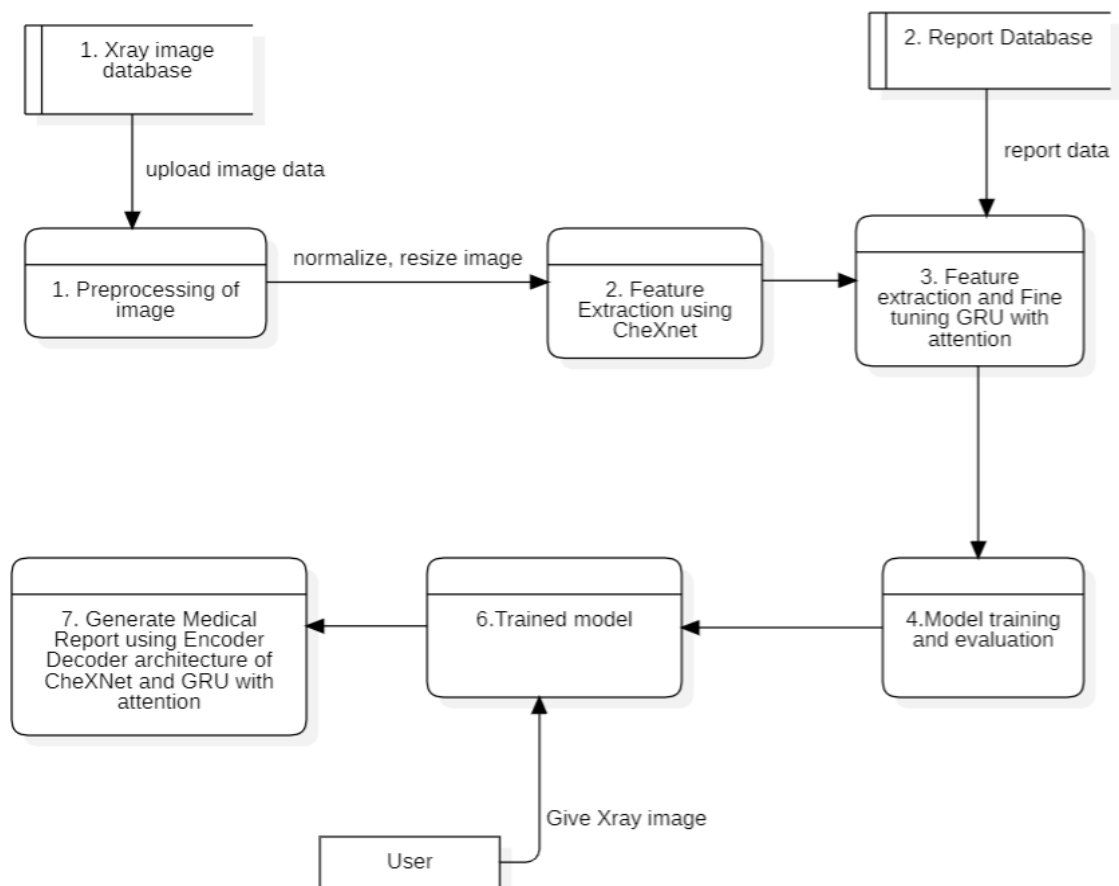 1. Xray image
database
2. Report Database
upload image data
report data
1. Preprocessing of
image
normalize, resize image
2. Feature
Extraction using
CheXnet
3. Feature
extraction and Fine
tuning GRU with
attention
7. Generate Medical
Report using Encoder
Decoder architecture of
CheXNet and GRU with
attention
6.Trained model
4.Model training
and evaluation
Give Xray image
User